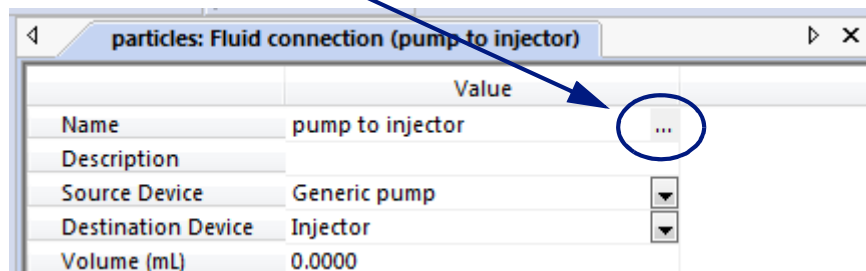 particles: Fluid connection (pump to injector)
Value
Name pump to injector ...
Description
Source Device Generic pump
Destination Device Injector
Volume (mL) 0.0000